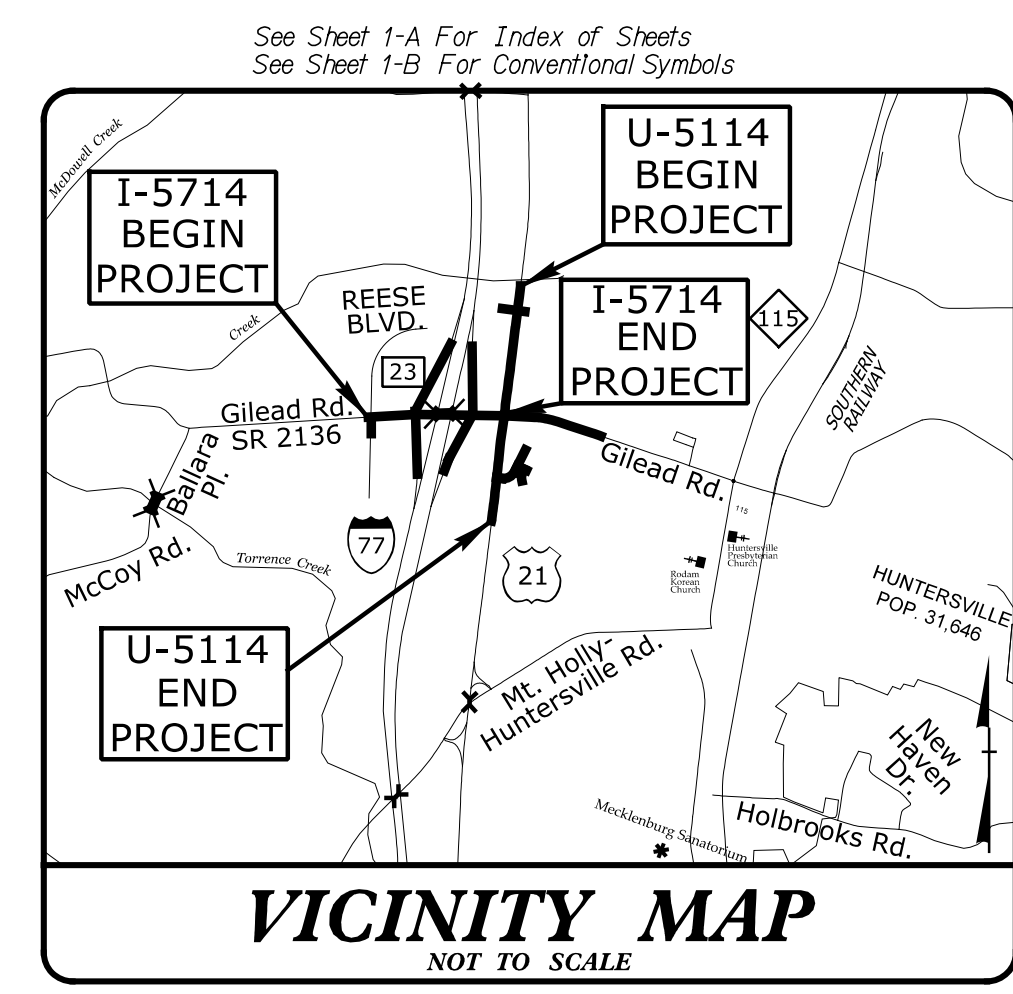 See Sheet 1-A For Index of Sheets
See Sheet 1-B For Conventional Symbols
McDowell Creek
I-5714
BEGIN
PROJECT
U-5114
BEGIN
PROJECT
REESE
BLVD.
Creek
23
I-5714
END
PROJECT
115
SOUTHERN
RAILWAY
Gilead Rd.
SR 2136
Ballara
Pl.
Gilead Rd.
115
McCoy Rd.
77
Torrence Creek
21
Huntersville
Presbyterian
Church
Rodam
Korean
Church
HUNTERSVILLE
POP. 31,646
U-5114
END
PROJECT
Mt. Holly-
Huntersville Rd.
New
Haven
Dr.
Mecklenburg Sanatorium
Holbrooks Rd.
VICINITY MAP
NOT TO SCALE